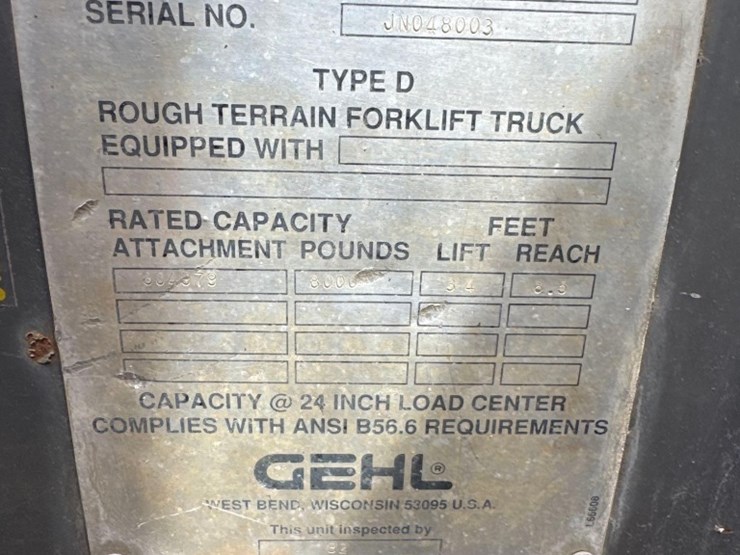 SERIAL NO. JN048003
TYPE D
ROUGH TERRAIN FORKLIFT TRUCK
EQUIPPED WITH
RATED CAPACITY FEET
ATTACHMENT POUNDS LIFT REACH
CAPACITY @ 24 INCH LOAD CENTER
COMPLIES WITH ANSI B56.6 REQUIREMENTS
GEHL®
WEST BEND, WISCONSIN 53095 U.S.A.
This unit inspected by